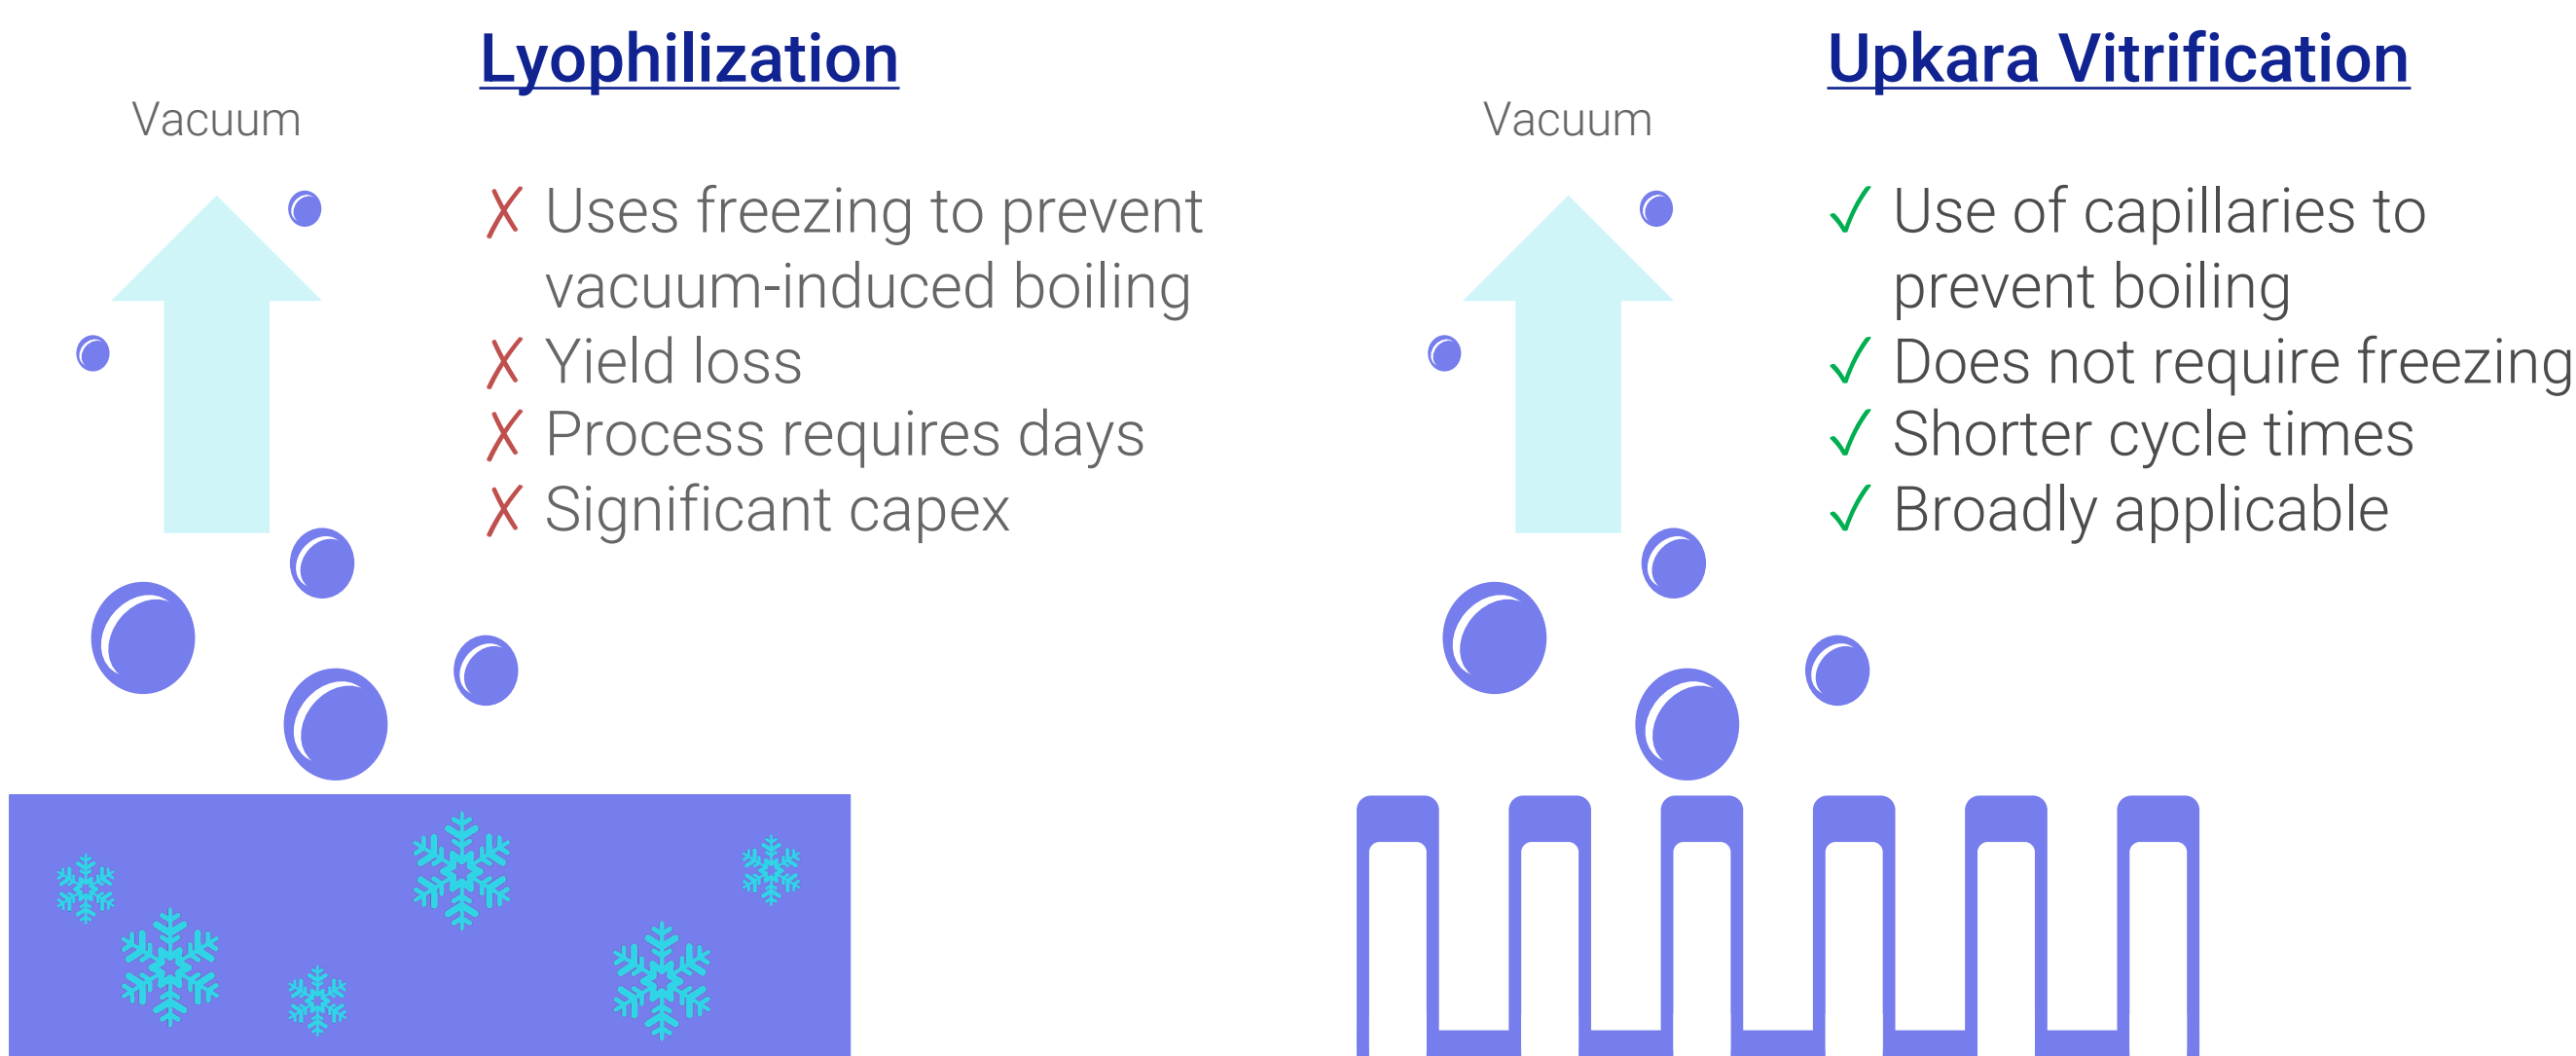 Lyophilization
Vacuum
✗ Uses freezing to prevent
vacuum-induced boiling
✗ Yield loss
✗ Process requires days
✗ Significant capex
Upkara Vitrification
Vacuum
✓ Use of capillaries to
prevent boiling
✓ Does not require freezing
✓ Shorter cycle times
✓ Broadly applicable